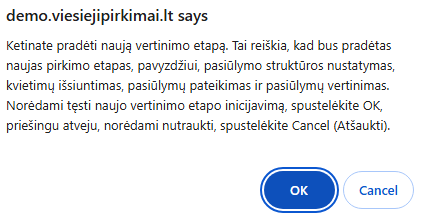 demo.viesiejipirkimai.lt says
Ketinate pradėti naują vertinimo etapą. Tai reiškia, kad bus pradėtas
naujas pirkimo etapas, pavyzdžiui, pasiūlymo struktūros nustatymas,
kvietimų išsiuntimas, pasiūlymų pateikimas ir pasiūlymų vertinimas.
Norėdami tęsti naujo vertinimo etapo inicijavimą, spustelėkite OK,
priešingu atveju, norėdami nutraukti, spustelėkite Cancel (Atšaukti).
OK
Cancel